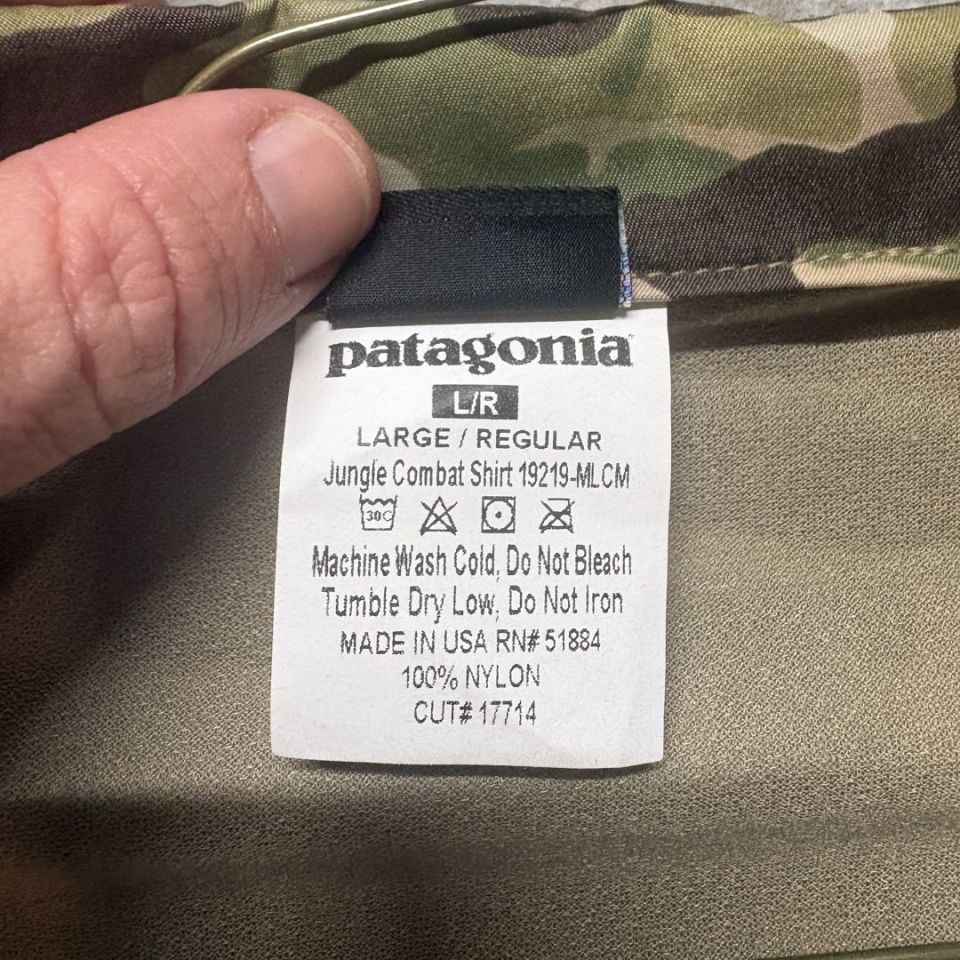 patagonia
L/R
LARGE / REGULAR
Jungle Combat Shirt 19219-MLCM
30C
Machine Wash Cold, Do Not Bleach
Tumble Dry Low, Do Not Iron
MADE IN USA RN# 51884
100% NYLON
CUT# 17714